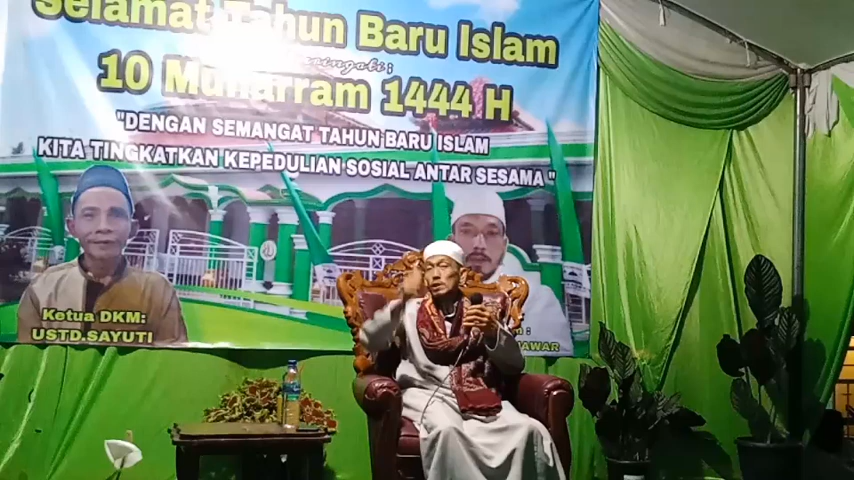 Selamat Tahun Baru Islam
10 Muharram 1444 H
"DENGAN SEMANGAT TAHUN BARU ISLAM
KITA TINGKATKAN KEPEDULIAN SOSIAL ANTAR SESAMA"
Ketua DKM:
USTD.SAYUTI